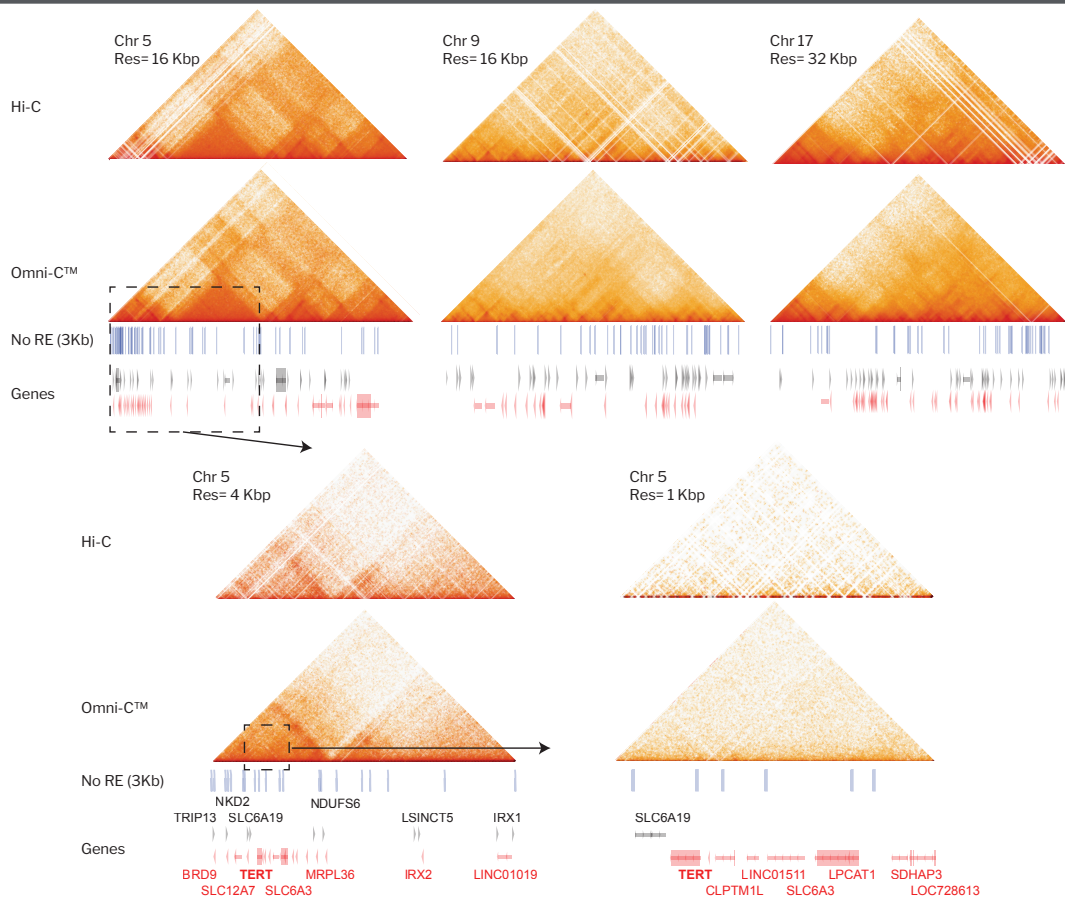 Chr 5
Res= 16 Kbp
Chr 9
Res= 16 Kbp
Chr 17
Res= 32 Kbp
Hi-C
Omni-C™
No RE (3Kb)
Genes
Chr 5
Res= 4 Kbp
Chr 5
Res= 1 Kbp
Hi-C
Omni-C™
No RE (3Kb)
NKD2 NDUFS6
TRIP13 SLC6A19 LSINCT5 IRX1 SLC6A19
Genes
BRD9 TERT MRPL36 IRX2 LINC01019 TERT LINC01511 LPCAT1 SDHAP3
SLC12A7 SLC6A3 CLPTM1L SLC6A3 LOC728613